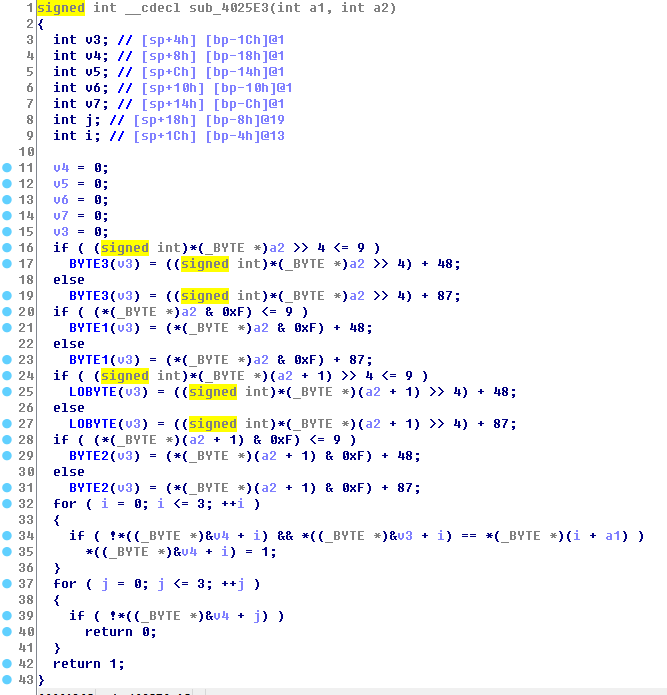 1 signed int __cdecl sub_4025E3(int a1, int a2)
2 {
3 int v3; // [sp+4h] [bp-1Ch]@1
4 int v4; // [sp+8h] [bp-18h]@1
5 int v5; // [sp+Ch] [bp-14h]@1
6 int v6; // [sp+10h] [bp-10h]@1
7 int v7; // [sp+14h] [bp-Ch]@1
8 int j; // [sp+18h] [bp-8h]@19
9 int i; // [sp+1Ch] [bp-4h]@13
10
11 v4 = 0;
12 v5 = 0;
13 v6 = 0;
14 v7 = 0;
15 v3 = 0;
16 if ( (signed int)*(_BYTE *)a2 >> 4 <= 9 )
17 BYTE3(v3) = ((signed int)*(_BYTE *)a2 >> 4) + 48;
18 else
19 BYTE3(v3) = ((signed int)*(_BYTE *)a2 >> 4) + 87;
20 if ( (*(_BYTE *)a2 & 0xF) <= 9 )
21 BYTE1(v3) = (*(_BYTE *)a2 & 0xF) + 48;
22 else
23 BYTE1(v3) = (*(_BYTE *)a2 & 0xF) + 87;
24 if ( (signed int)*(_BYTE *)(a2 + 1) >> 4 <= 9 )
25 LOBYTE(v3) = ((signed int)*(_BYTE *)(a2 + 1) >> 4) + 48;
26 else
27 LOBYTE(v3) = ((signed int)*(_BYTE *)(a2 + 1) >> 4) + 87;
28 if ( (*(_BYTE *)(a2 + 1) & 0xF) <= 9 )
29 BYTE2(v3) = (*(_BYTE *)(a2 + 1) & 0xF) + 48;
30 else
31 BYTE2(v3) = (*(_BYTE *)(a2 + 1) & 0xF) + 87;
32 for ( i = 0; i <= 3; ++i )
33 {
34 if ( !*((_BYTE *)&v4 + i) && *((_BYTE *)&v3 + i) == *(_BYTE *)(i + a1) )
35 *((_BYTE *)&v4 + i) = 1;
36 }
37 for ( j = 0; j <= 3; ++j )
38 {
39 if ( !*((_BYTE *)&v4 + j) )
40 return 0;
41 }
42 return 1;
43 }